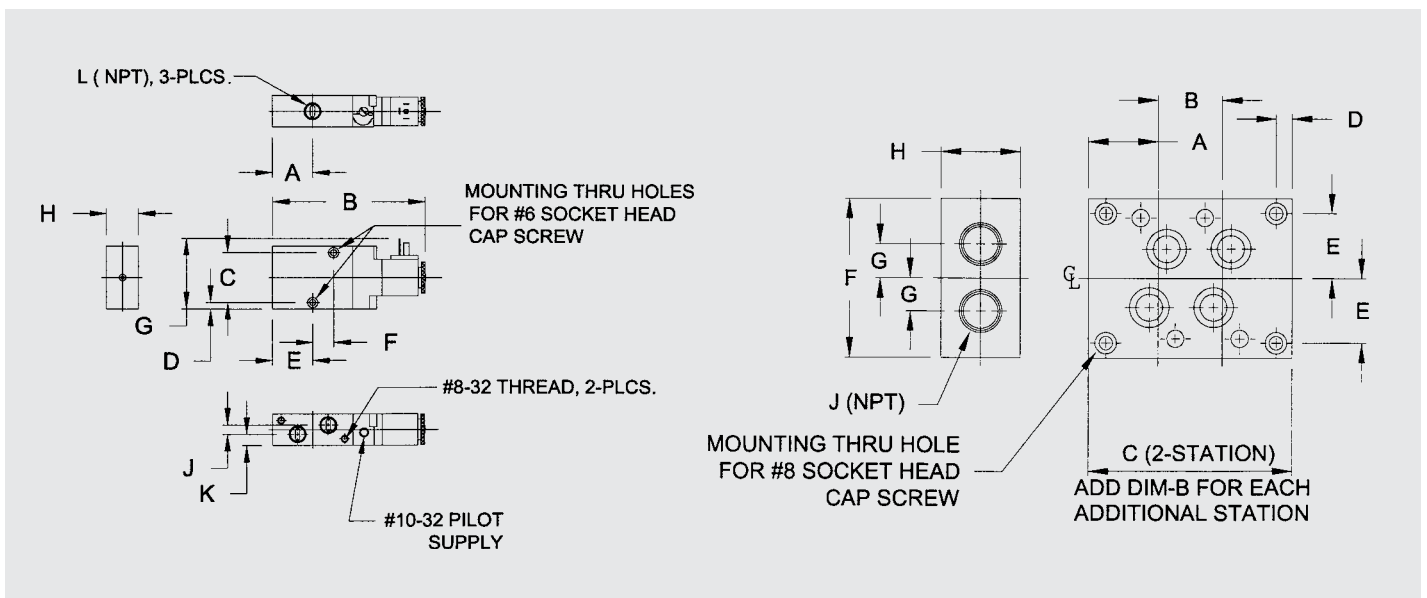 L ( NPT), 3-PLCS.
A
B
MOUNTING THRU HOLES
FOR #6 SOCKET HEAD
CAP SCREW
H
C
G
D
E
F
#8-32 THREAD, 2-PLCS.
J
K
#10-32 PILOT
SUPPLY
B
D
A
H
E
G
F
G
CL
E
J (NPT)
MOUNTING THRU HOLE
FOR #8 SOCKET HEAD
CAP SCREW
C (2-STATION)
ADD DIM-B FOR EACH
ADDITIONAL STATION